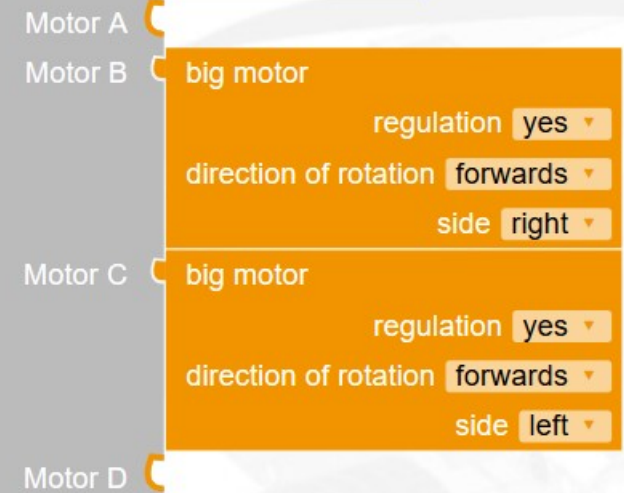 Motor A
Motor B big motor
regulation yes
direction of rotation forwards
side right
Motor C big motor
regulation yes
direction of rotation forwards
side left
Motor D